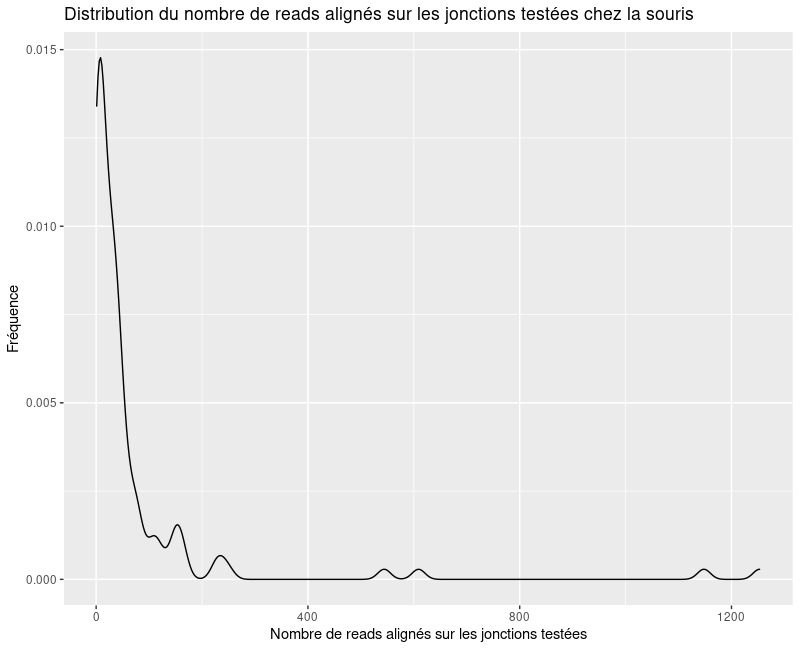 Distribution du nombre de reads alignés sur les jonctions testées chez la souris
0.015
0.010
0.005
0.000
Fréquence
0 400 800 1200
Nombre de reads alignés sur les jonctions testées